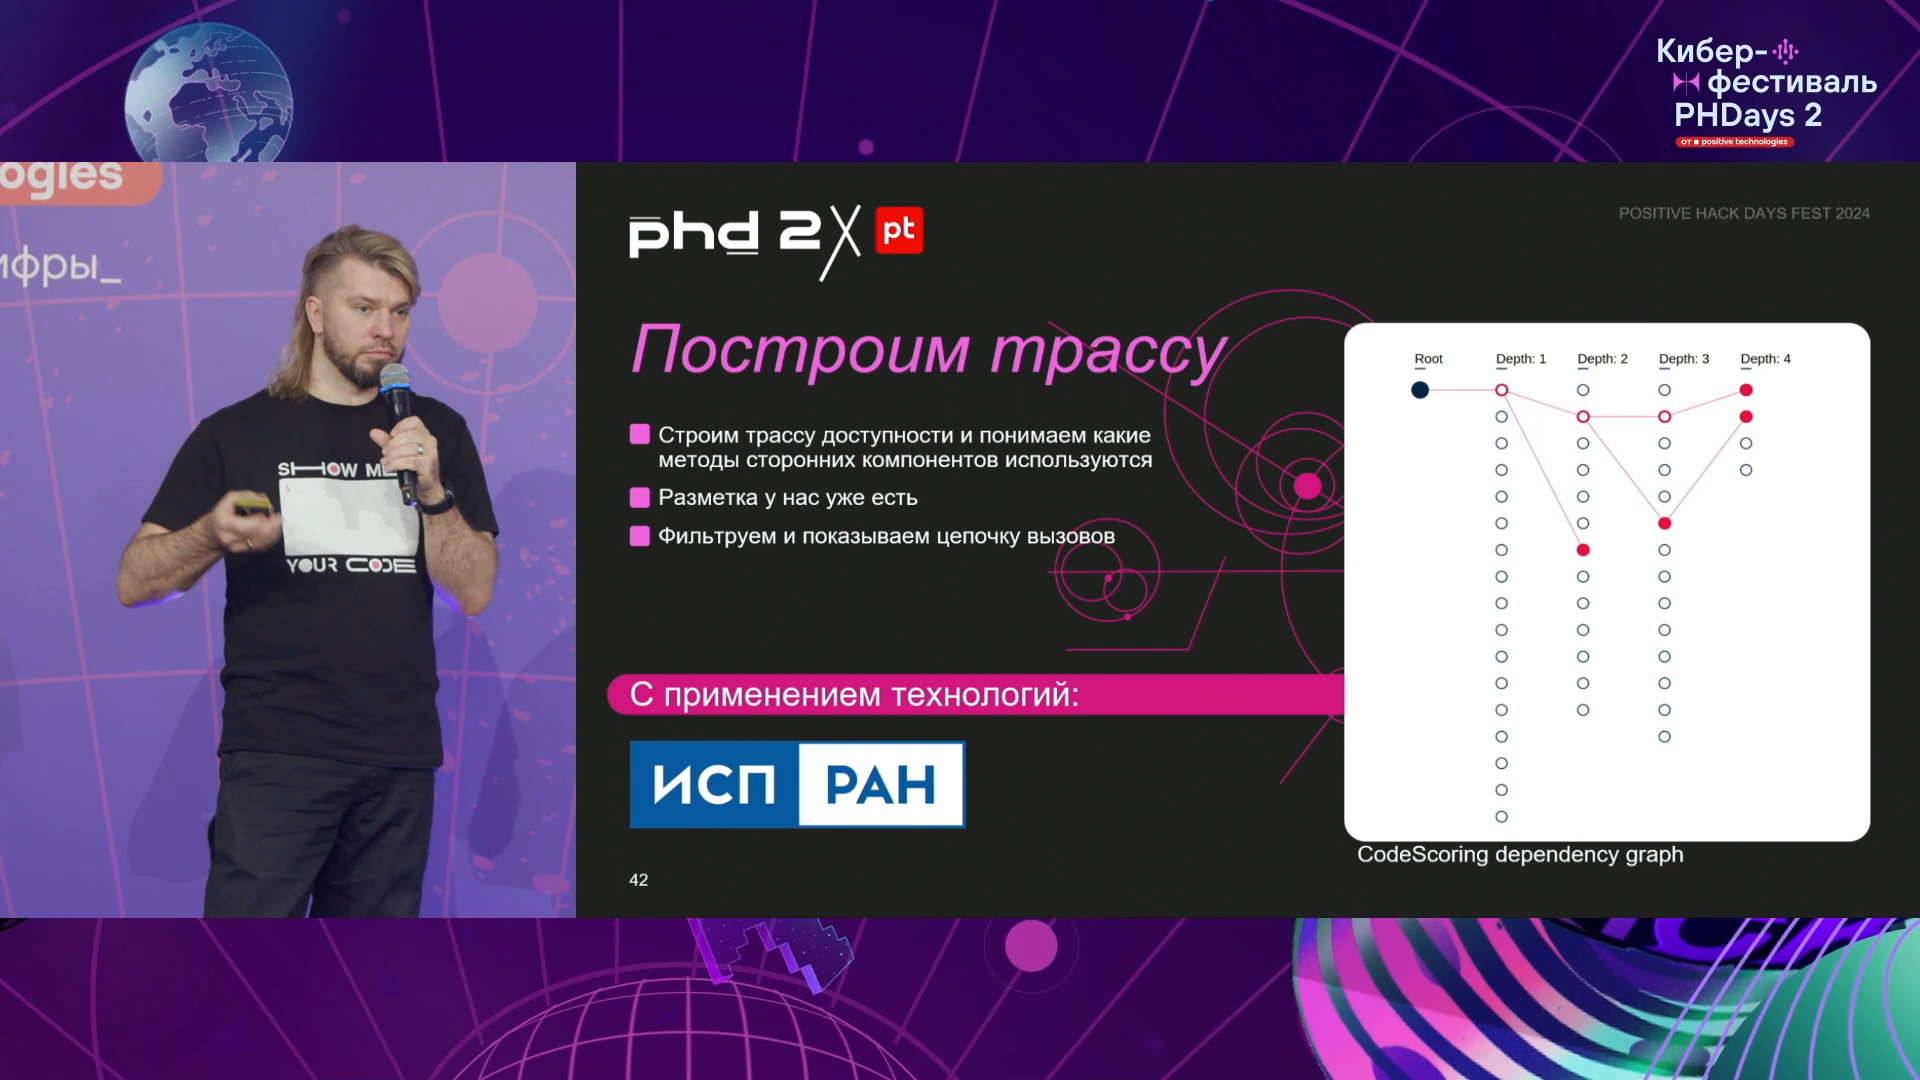 Кибер-
фестиваль
PHDays 2
от positive technologies
ogies
ифры_
SHOW ME
YOUR CODE
phd 2
pt
POSITIVE HACK DAYS FEST 2024
Построим трассу
Строим трассу доступности и понимаем какие
методы сторонних компонентов используются
Разметка у нас уже есть
Фильтруем и показываем цепочку вызовов
С применением технологий:
ИСП РАН
42
Root Depth: 1 Depth: 2 Depth: 3 Depth: 4
CodeScoring dependency graph